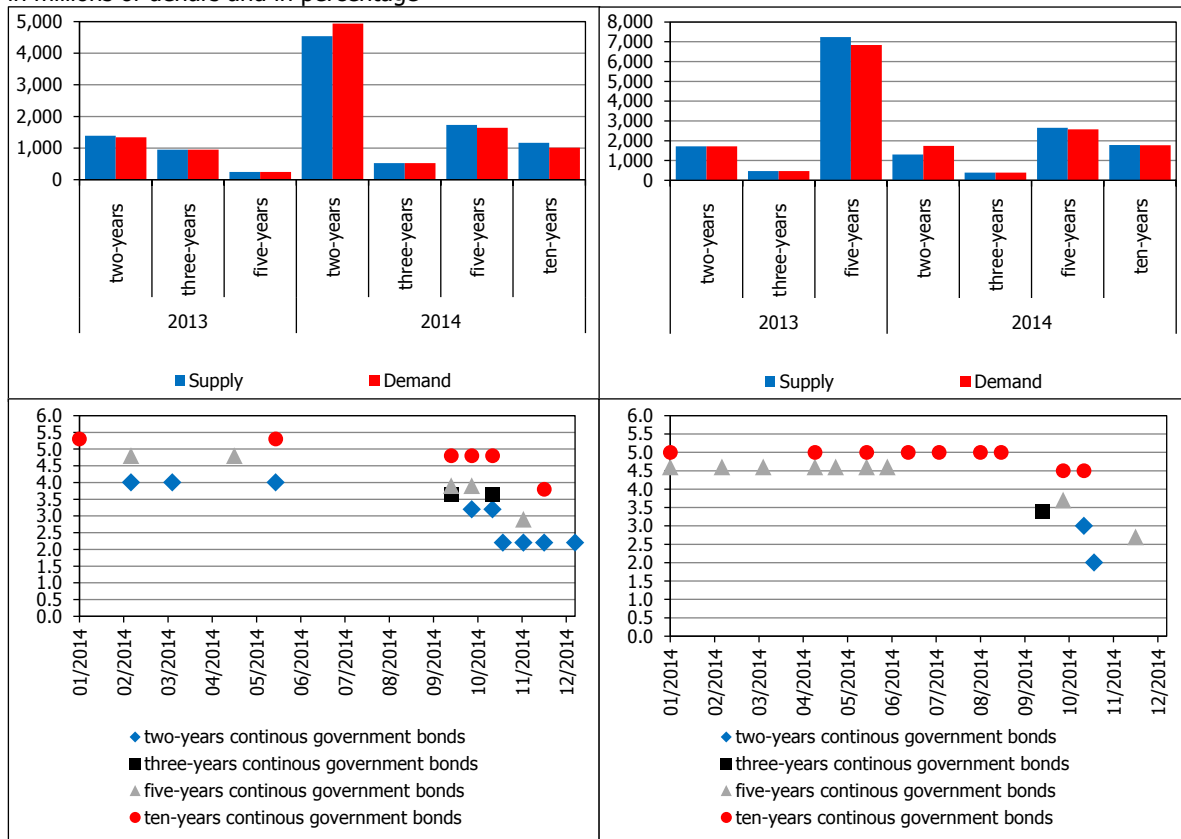 in millions of denars and in percentage
5,000
4,000
3,000
2,000
1,000
0
two-years
three-years
five-years
two-years
three-years
five-years
ten-years
2013
2014
Supply
Demand
8,000
7,000
6,000
5,000
4,000
3,000
2,000
1,000
0
two-years
three-years
five-years
two-years
three-years
five-years
ten-years
2013
2014
Supply
Demand
6.0
5.5
5.0
4.5
4.0
3.5
3.0
2.5
2.0
1.5
1.0
0.5
0.0
01/2014
02/2014
03/2014
04/2014
05/2014
06/2014
07/2014
08/2014
09/2014
10/2014
11/2014
12/2014
two-years continous government bonds
three-years continous government bonds
five-years continous government bonds
ten-years continous government bonds
6.0
5.5
5.0
4.5
4.0
3.5
3.0
2.5
2.0
1.5
1.0
0.5
0.0
01/2014
02/2014
03/2014
04/2014
05/2014
06/2014
07/2014
08/2014
09/2014
10/2014
11/2014
12/2014
two-years continous government bonds
three-years continous government bonds
five-years continous government bonds
ten-years continous government bonds